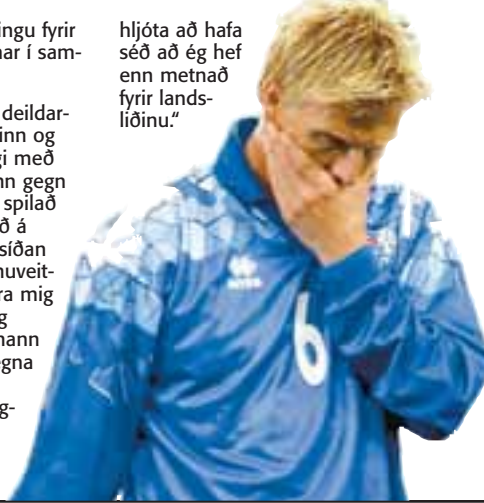 ingu fyrir
nar í sam-
deildar-
inn og
gi með
nn gegn
spilað
ð á
síðan
nuveit-
ra mig
g
nann
egna
g-
hljóta að hafa
séð að ég hef
enn metnað
fyrir lands-
liðinu.“
6